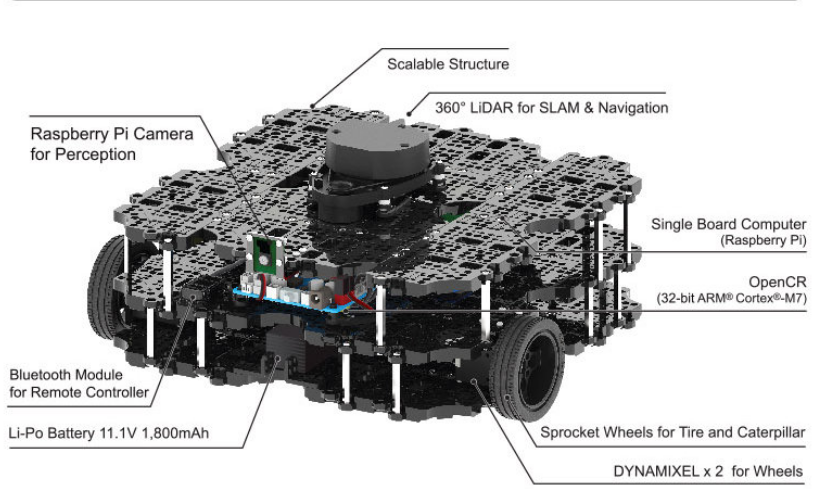 Scalable Structure
360° LiDAR for SLAM & Navigation
Raspberry Pi Camera
for Perception
Single Board Computer
(Raspberry Pi)
OpenCR
(32-bit ARM® Cortex®-M7)
Bluetooth Module
for Remote Controller
Li-Po Battery 11.1V 1,800mAh
Sprocket Wheels for Tire and Caterpillar
DYNAMIXEL x 2 for Wheels